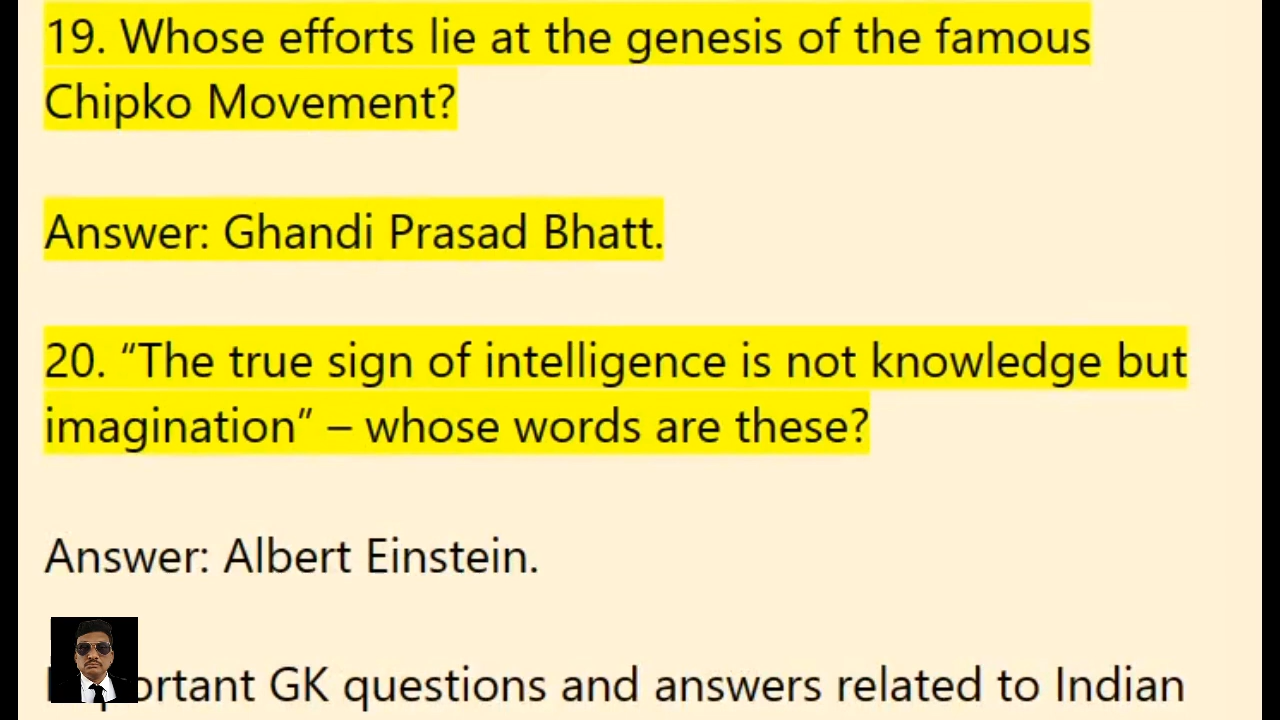 19. Whose efforts lie at the genesis of the famous
Chipko Movement?
Answer: Ghandi Prasad Bhatt.
20. “The true sign of intelligence is not knowledge but
imagination” – whose words are these?
Answer: Albert Einstein.
GK questions and answers related to Indian